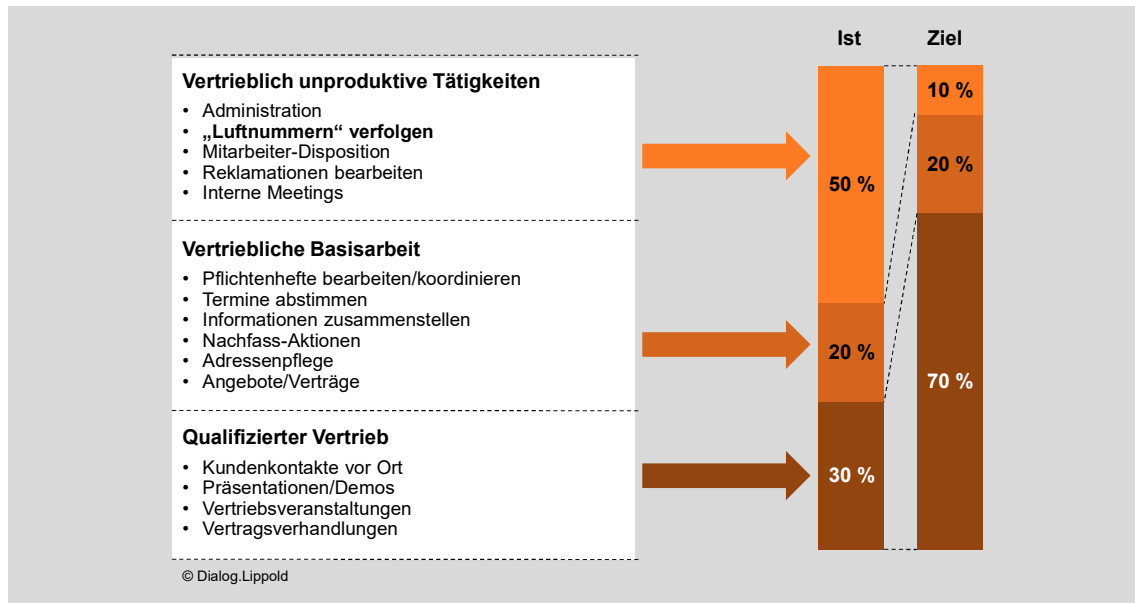 Ist Ziel
Vertrieblich unproduktive Tätigkeiten
• Administration
• „Luftnummern“ verfolgen
• Mitarbeiter-Disposition
• Reklamationen bearbeiten
• Interne Meetings
Vertriebliche Basisarbeit
• Pflichtenhefte bearbeiten/koordinieren
• Termine abstimmen
• Informationen zusammenstellen
• Nachfass-Aktionen
• Adressenpflege
• Angebote/Verträge
Qualifizierter Vertrieb
• Kundenkontakte vor Ort
• Präsentationen/Demos
• Vertriebsveranstaltungen
• Vertragsverhandlungen
50 %
20 %
30 %
10 %
20 %
70 %
© Dialog.Lippold